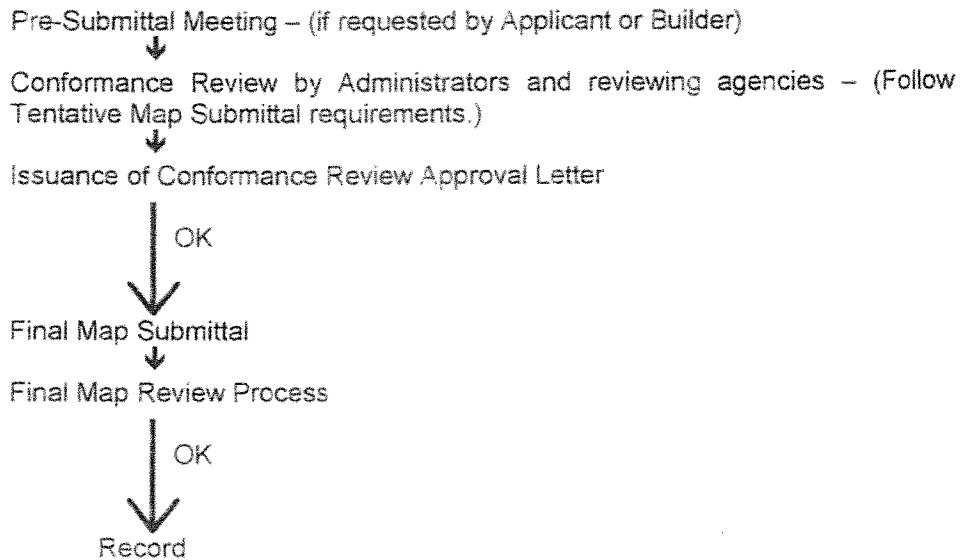 Pre-Submittal Meeting – (if requested by Applicant or Builder)
Conformance Review by Administrators and reviewing agencies – (Follow
Tentative Map Submittal requirements.)
Issuance of Conformance Review Approval Letter
OK
Final Map Submittal
Final Map Review Process
OK
Record